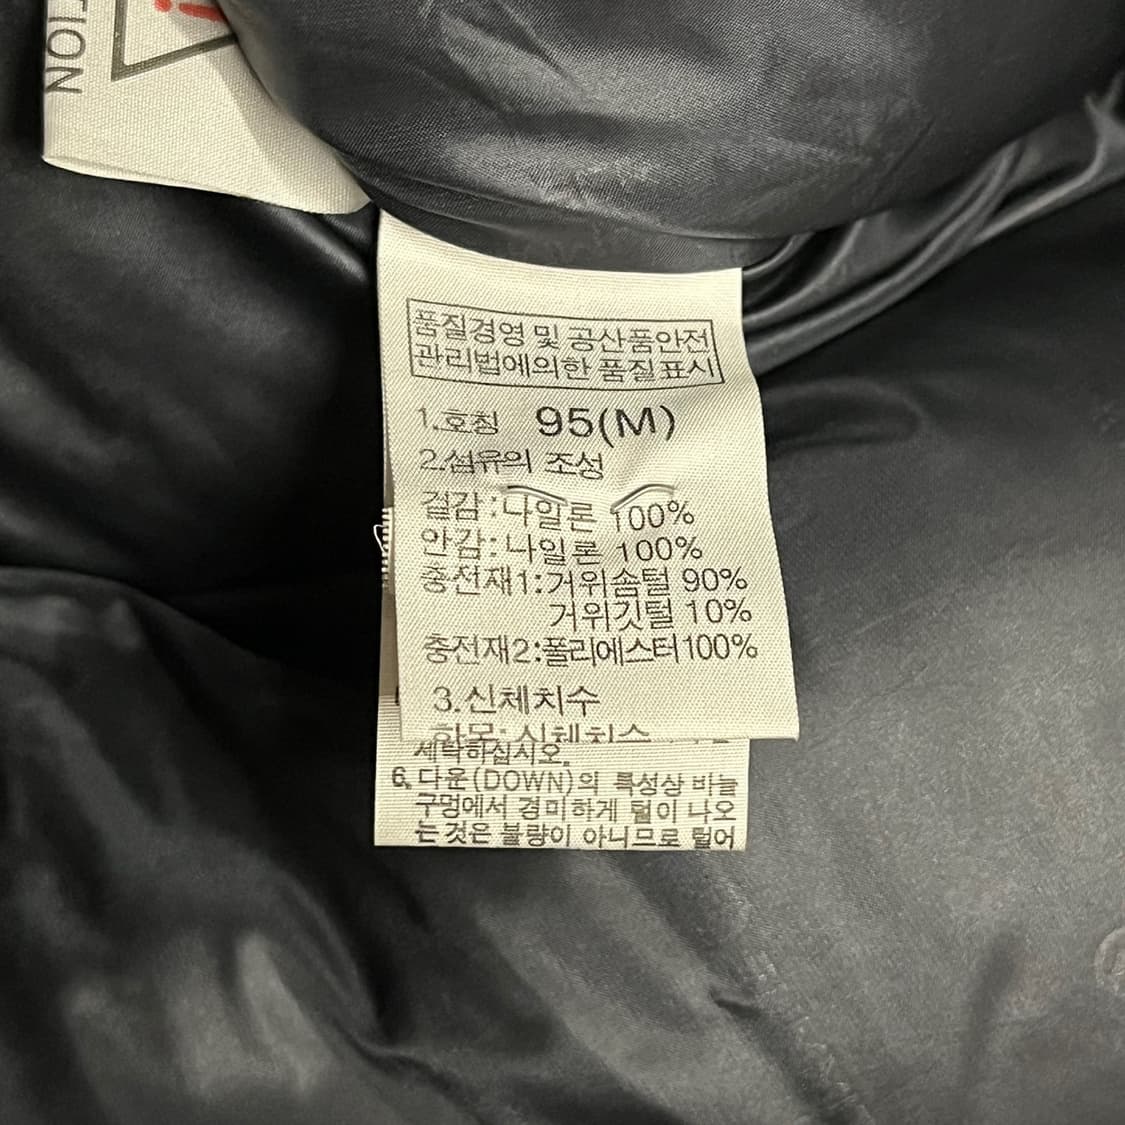 TION
품질경영 및 공산품안전
관리법에의한 품질표시
1.호칭 95(M)
2.섬유의 조성
겉감:나일론 100%
안감:나일론 100%
충전재1:거위솜털 90%
거위깃털 10%
충전재2:폴리에스터100%
3.신체치수
항목: 신체치수
세탁하십시오.
6.다운(DOWN)의 특성상 바늘
구멍에서 경미하게 털이 나오
는것은 불량이 아니므로 털어